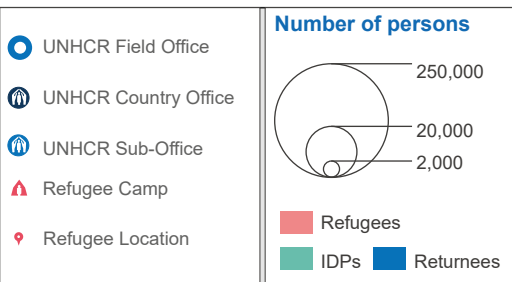 UNHCR Field Office
UNHCR Country Office
UNHCR Sub-Office
Refugee Camp
Refugee Location
Number of persons
250,000
20,000
2,000
Refugees
IDPs Returnees